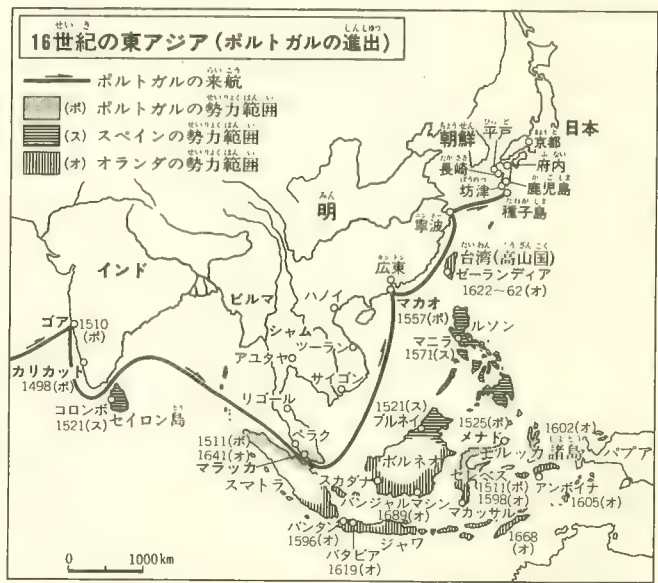 16世紀の東アジア(ポルトガルの進出)
ポルトガルの来航
(ポ) ポルトガルの勢力範囲
(ス) スペインの勢力範囲
(オ) オランダの勢力範囲
日本
朝鮮
平戸
京都
府内
長崎
坊津
鹿児島
種子島
明
寧波
台湾(高山国)
ゼーランディア
1622〜62(オ)
広東
マカオ
1557(ポ)
インド
ビルマ
ハノイ
シャム
ツーラン
アユタヤ
サイゴン
リゴール
ゴア
1510
(ポ)
カリカット
1498(ポ)
コロンボ
1521(ス)
セイロン島
ルソン
マニラ
1571(ス)
1521(ス)
ブルネイ
1525(ポ)
メナド
1602(オ)
モルッカ諸島
パプア
ペラク
1511(ポ)
1641(オ)
マラッカ
スマトラ
ボルネオ
スカダナ
バンジャルマシン
1689(オ)
セレベス
1511(ポ)
1598(オ)
マカッサル
アンボイナ
1605(オ)
バンタン
1596(オ)
バタビア
1619(オ)
ジャワ
1668
(オ)
0 1000km